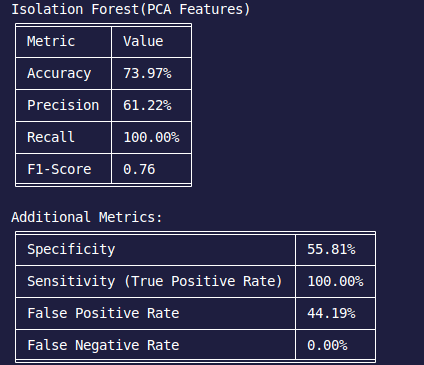 Isolation Forest(PCA Features)
Metric Value
Accuracy 73.97%
Precision 61.22%
Recall 100.00%
F1-Score 0.76
Additional Metrics:
Specificity 55.81%
Sensitivity (True Positive Rate) 100.00%
False Positive Rate 44.19%
False Negative Rate 0.00%